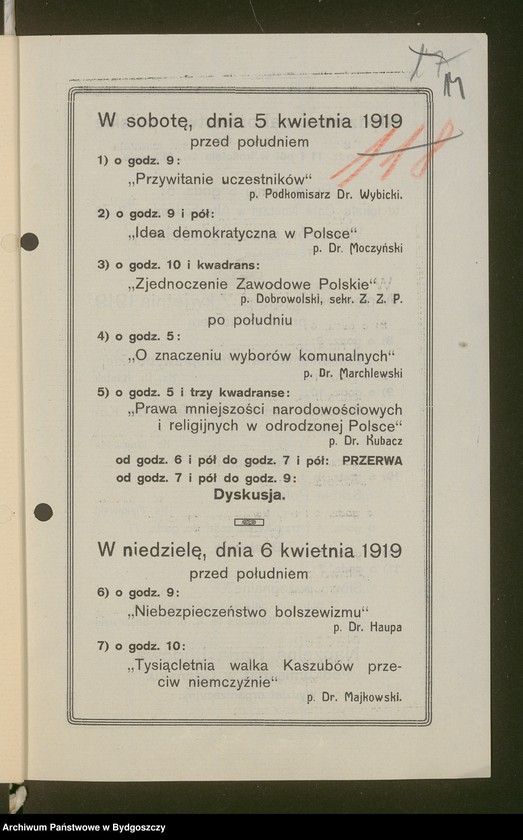 17
M
118
W sobotę, dnia 5 kwietnia 1919
przed południem
1) o godz. 9:
„Przywitanie uczestników“
p. Podkomisarz Dr. Wybicki.
2) o godz. 9 i pół:
„Idea demokratyczna w Polsce“
p. Dr. Moczyński
3) o godz. 10 i kwadrans:
„Zjednoczenie Zawodowe Polskie“
p. Dobrowolski, sekr. Z. Z. P.
po południu
4) o godz. 5:
„O znaczeniu wyborów komunalnych“
p. Dr. Marchlewski
5) o godz. 5 i trzy kwadranse:
„Prawa mniejszości narodowościowych
i religijnych w odrodzonej Polsce“
p. Dr. Kubacz
od godz. 6 i pół do godz. 7 i pół: PRZERWA
od godz. 7 i pół do godz. 9:
Dyskusja.
W niedzielę, dnia 6 kwietnia 1919
przed południem
6) o godz. 9:
„Niebezpieczeństwo bolszewizmu“
p. Dr. Haupa
7) o godz. 10:
„Tysiącletnia walka Kaszubów prze-
ciw niemczyźnie“
p. Dr. Majkowski.
Archiwum Państwowe w Bydgoszczy